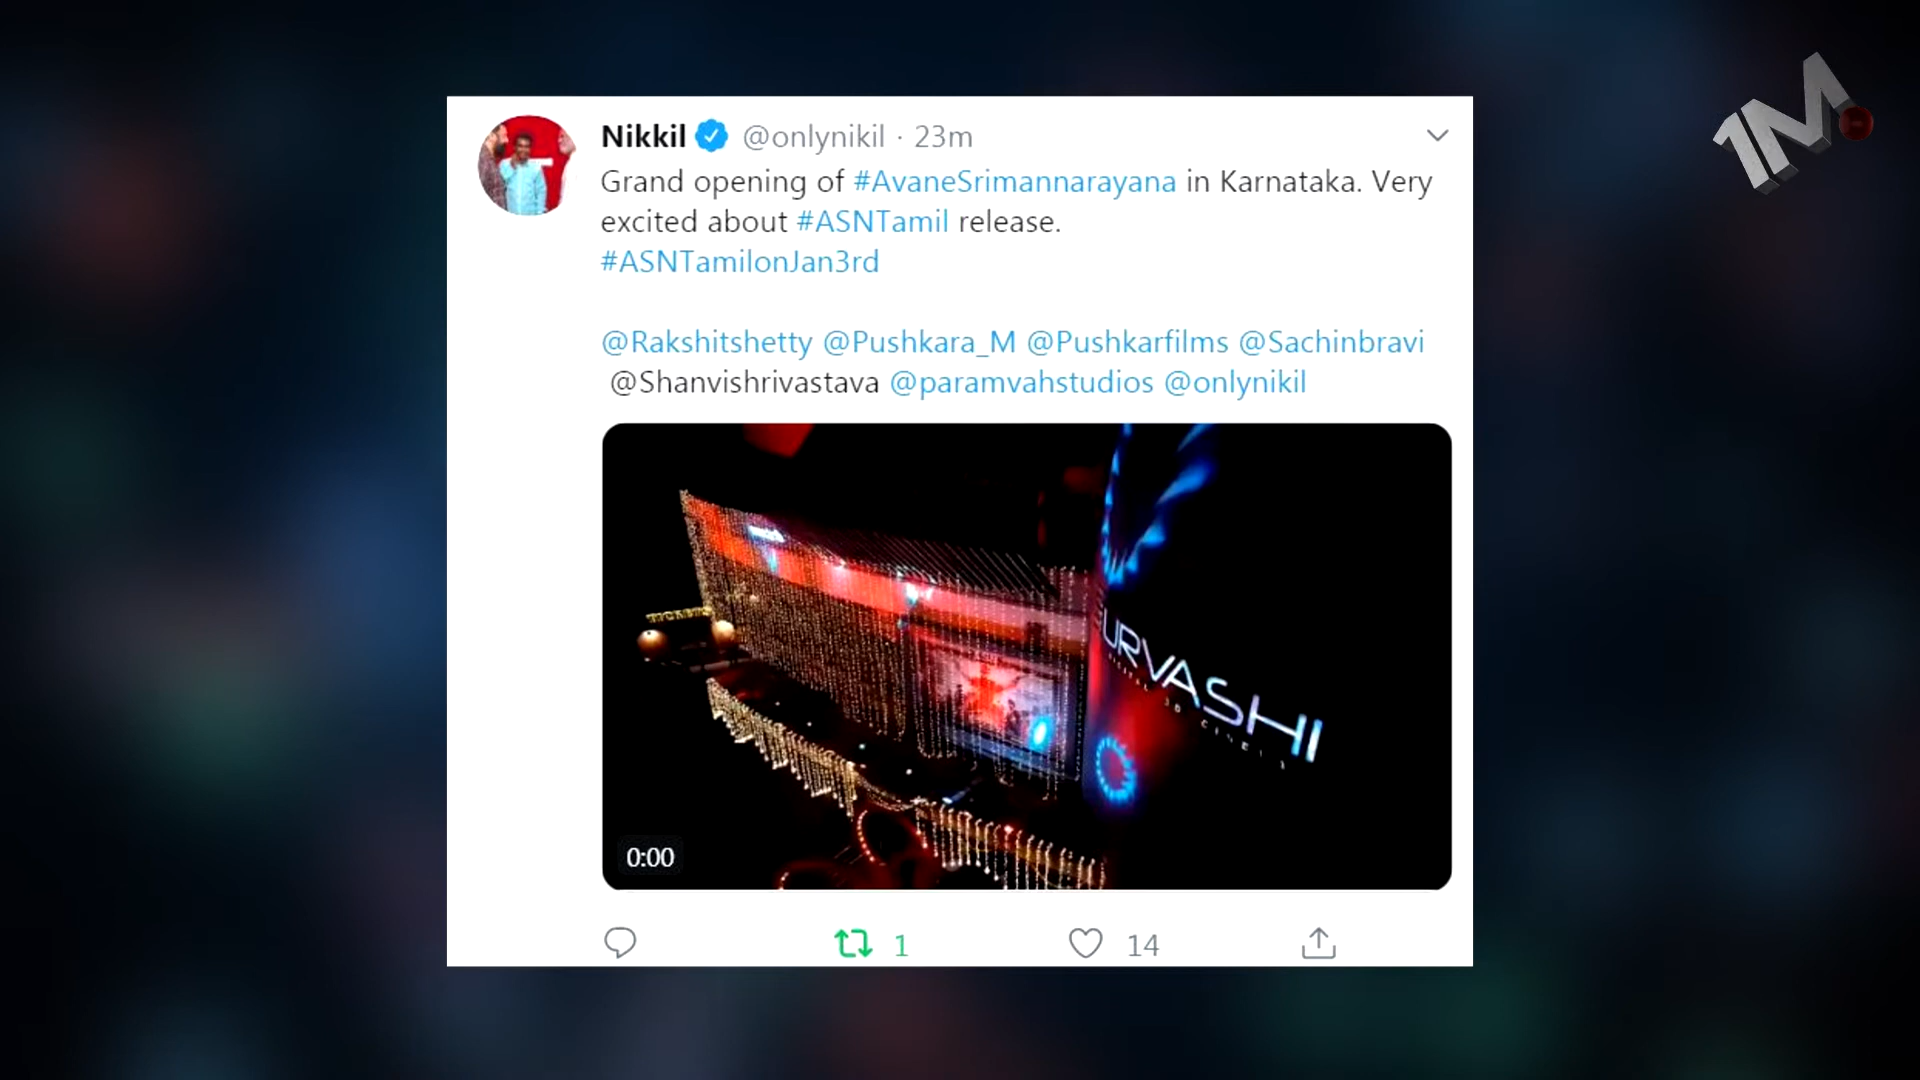 1M
Nikkil @onlynikil · 23m
Grand opening of #AvaneSrimannarayana in Karnataka. Very
excited about #ASNTamil release.
#ASNTamilonJan3rd
@Rakshitshetty @Pushkara_M @Pushkarfilms @Sachinbravi
@Shanvishrivastava @paramvahstudios @onlynikil
URVASHI
0:00
1 14